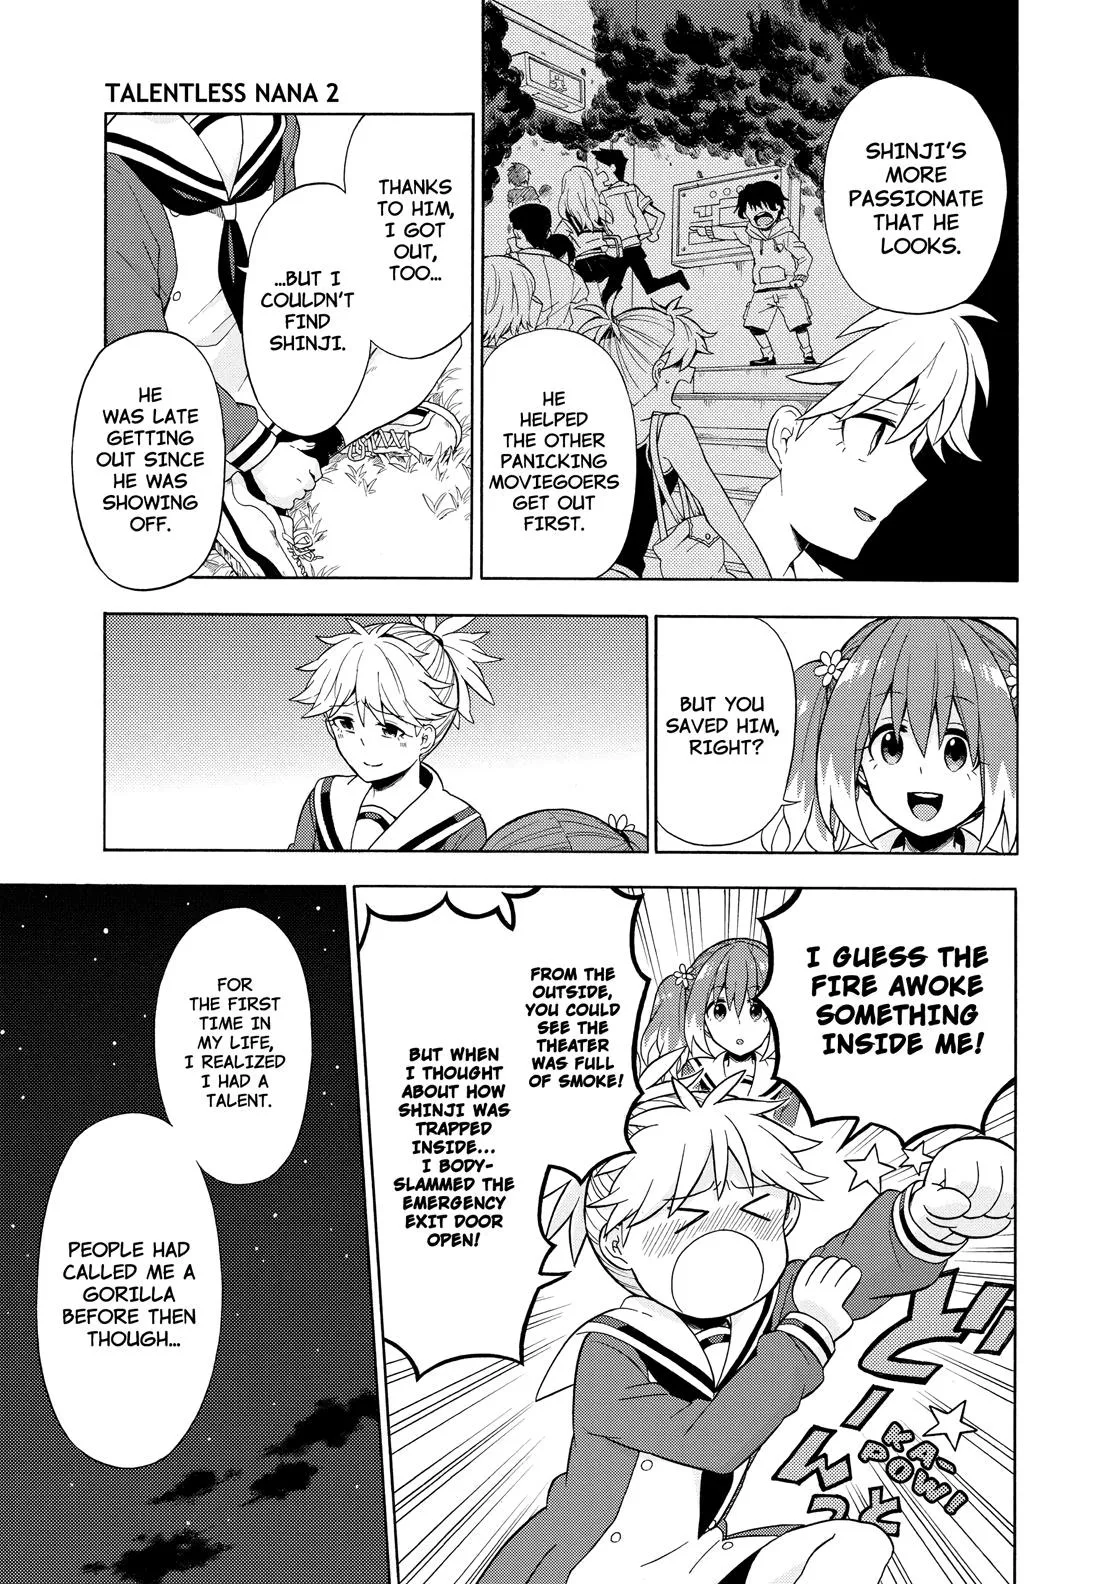 TALENTLESS NANA 2
SHINJI'S
MORE
PASSIONATE
THAT HE
LOOKS.
HE
HELPED
THE OTHER
PANICKING
MOVIEGOERS
GET OUT
FIRST.
THANKS
TO HIM,
I GOT
OUT,
TOO...
...BUT I
COULDN'T
FIND
SHINJI.
HE
WAS LATE
GETTING
OUT SINCE
HE WAS
SHOWING
OFF.
BUT YOU
SAVED HIM,
RIGHT?
I GUESS THE
FIRE AWOKE
SOMETHING
INSIDE ME!
FROM THE
OUTSIDE,
YOU COULD
SEE THE
THEATER
WAS FULL
OF SMOKE!
BUT WHEN
I THOUGHT
ABOUT HOW
SHINJI WAS
TRAPPED
INSIDE...
I BODY-
SLAMMED THE
EMERGENCY
EXIT DOOR
OPEN!
どーんっと
KA-
POW!
FOR
THE FIRST
TIME IN
MY LIFE,
I REALIZED
I HAD A
TALENT.
PEOPLE HAD
CALLED ME A
GORILLA
BEFORE THEN
THOUGH...